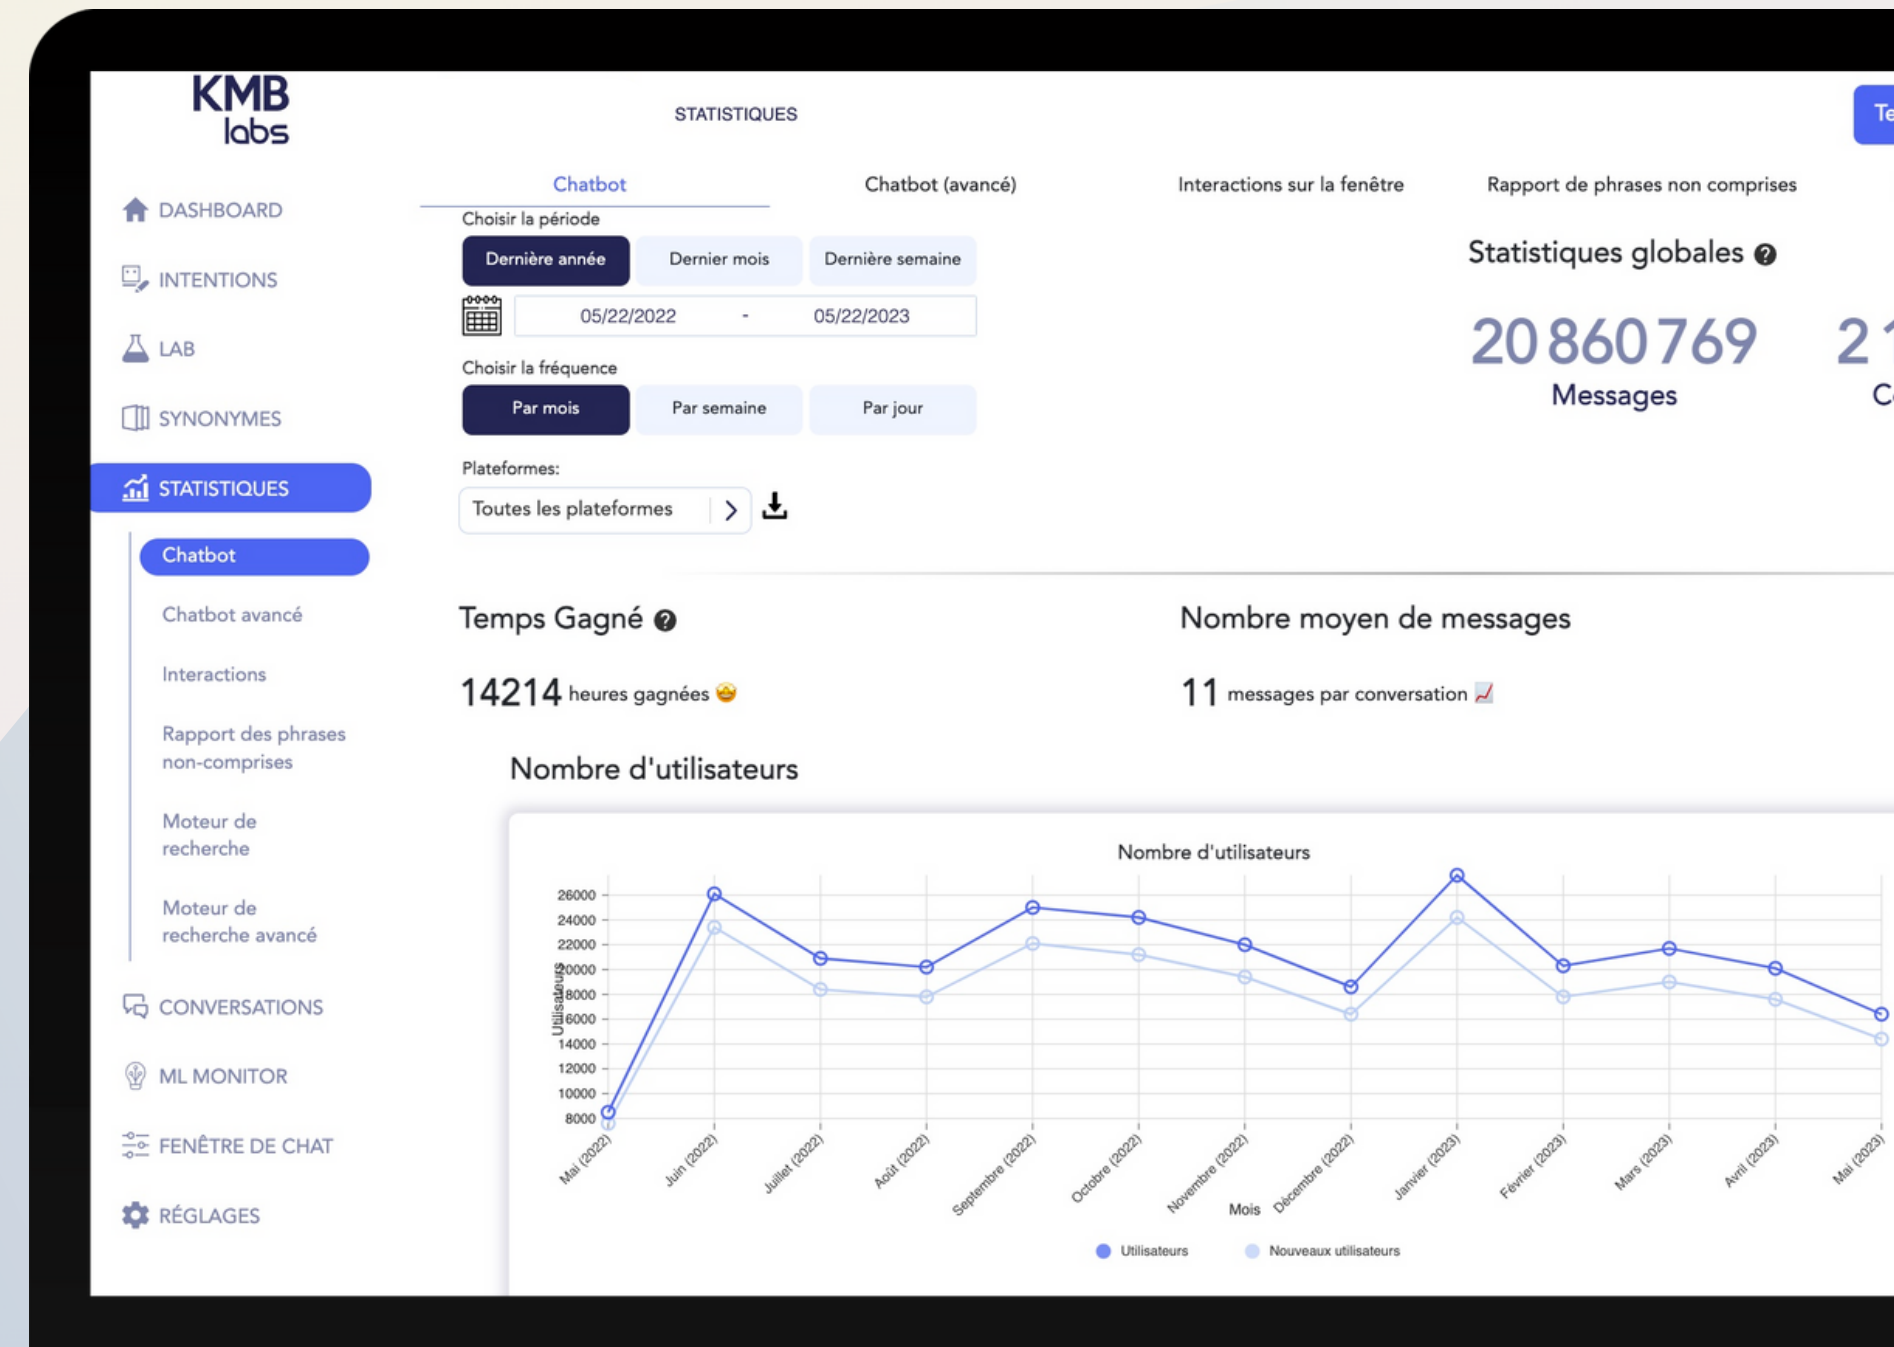 KMB
labs
STATISTIQUES
DASHBOARD
INTENTIONS
LAB
SYNONYMES
STATISTIQUES
Chatbot
Chatbot avancé
Interactions
Rapport des phrases
non-comprises
Moteur de
recherche
Moteur de
recherche avancé
CONVERSATIONS
ML MONITOR
FENÊTRE DE CHAT
RÉGLAGES
Chatbot
Chatbot (avancé)
Interactions sur la fenêtre
Rapport de phrases non comprises
Choisir la période
Dernière année
Dernier mois
Dernière semaine
05/22/2022 - 05/22/2023
Choisir la fréquence
Par mois
Par semaine
Par jour
Plateformes:
Toutes les plateformes
Statistiques globales
20 860 769
Messages
Temps Gagné
14214 heures gagnées
Nombre moyen de messages
11 messages par conversation
Nombre d'utilisateurs
Nombre d'utilisateurs
Utilisateurs
26000
24000
22000
20000
18000
16000
14000
12000
10000
8000
Mai (2022)
Juin (2022)
Juillet (2022)
Août (2022)
Septembre (2022)
Octobre (2022)
Novembre (2022)
Décembre (2022)
Janvier (2023)
Février (2023)
Mars (2023)
Avril (2023)
Mai (2023)
Mois
Utilisateurs
Nouveaux utilisateurs